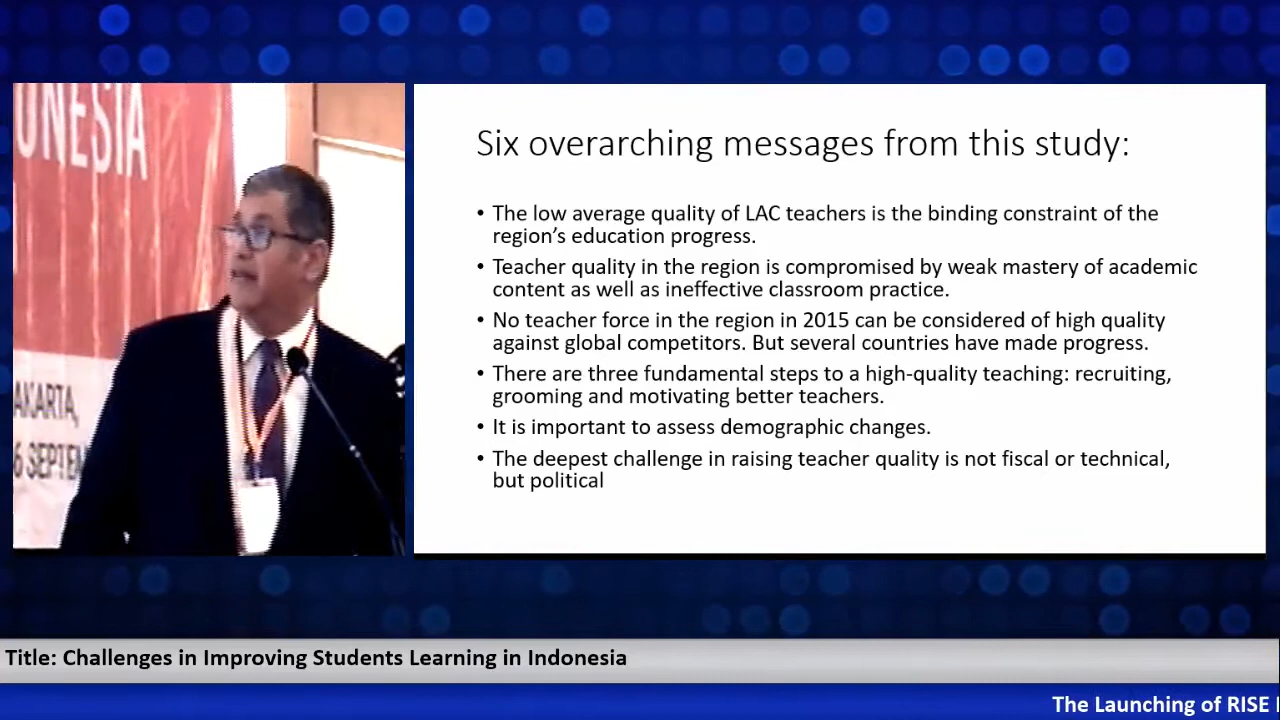 ONESIA
AKARTA,
6 SEPTEM
Six overarching messages from this study:
• The low average quality of LAC teachers is the binding constraint of the
region's education progress.
• Teacher quality in the region is compromised by weak mastery of academic
content as well as ineffective classroom practice.
• No teacher force in the region in 2015 can be considered of high quality
against global competitors. But several countries have made progress.
• There are three fundamental steps to a high-quality teaching: recruiting,
grooming and motivating better teachers.
• It is important to assess demographic changes.
• The deepest challenge in raising teacher quality is not fiscal or technical,
but political
Title: Challenges in Improving Students Learning in Indonesia
The Launching of RISE